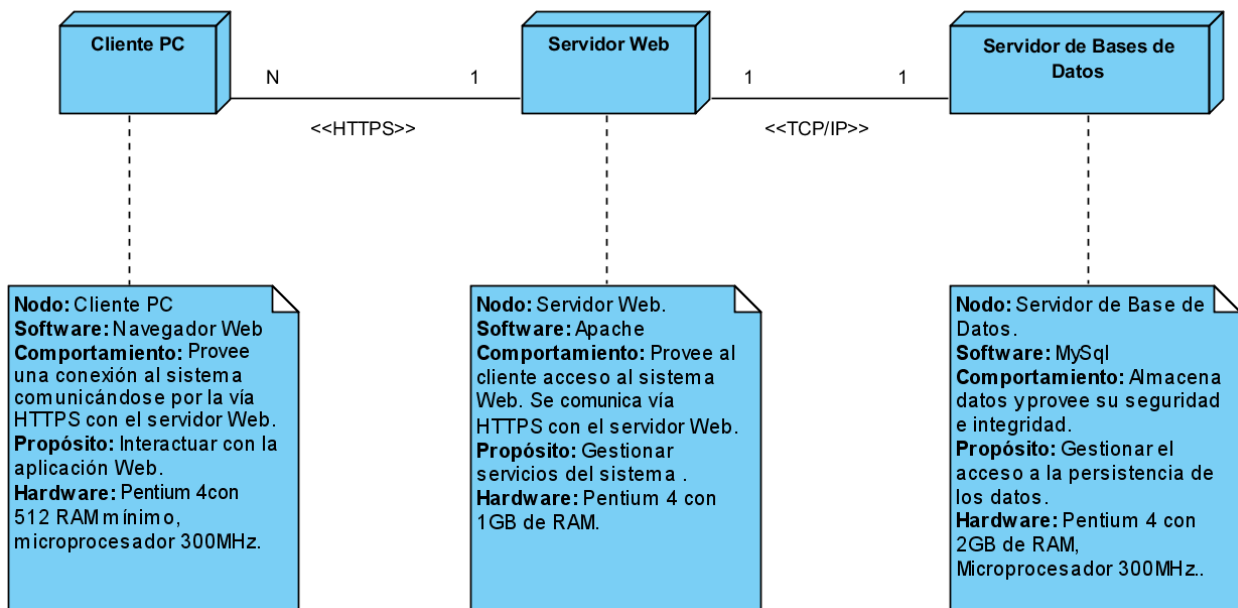 Cliente PC
Servidor Web
Servidor de Bases de
Datos
N
1
1
1
<<HTTPS>>
<<TCP/IP>>
Nodo: Cliente PC
Software: Navegador Web
Comportamiento: Provee
una conexión al sistema
comunicándose por la vía
HTTPS con el servidor Web.
Propósito: Interactuar con la
aplicación Web.
Hardware: Pentium 4con
512 RAM mínimo,
microprocesador 300MHz.
Nodo: Servidor Web.
Software: Apache
Comportamiento: Provee al
cliente acceso al sistema
Web. Se comunica vía
HTTPS con el servidor Web.
Propósito: Gestionar
servicios del sistema .
Hardware: Pentium 4 con
1GB de RAM.
Nodo: Servidor de Base de
Datos.
Software: MySql
Comportamiento: Almacena
datos y provee su seguridad
e integridad.
Propósito: Gestionar el
acceso a la persistencia de
los datos.
Hardware: Pentium 4 con
2GB de RAM,
Microprocesador 300MHz..